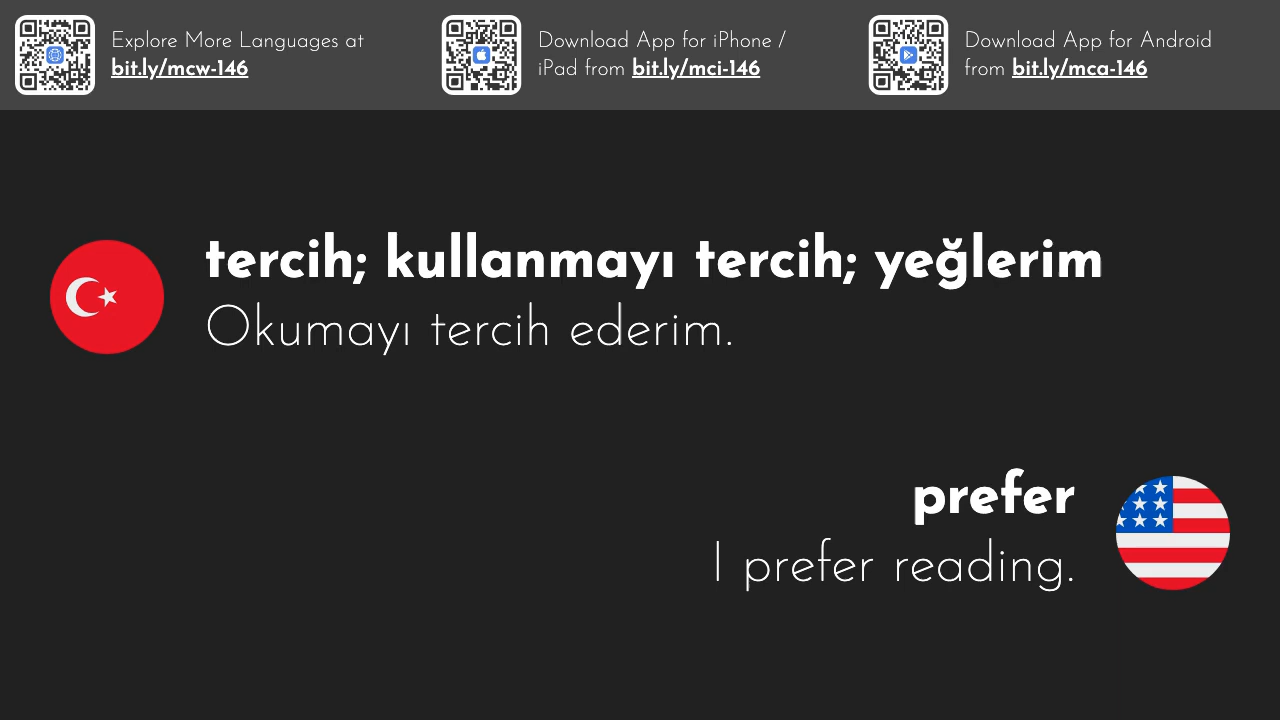 Explore More Languages at
bit.ly/mcw-146
Download App for iPhone /
iPad from bit.ly/mci-146
Download App for Android
from bit.ly/mca-146
tercih; kullanmayı tercih; yeğlerim
Okumayı tercih ederim.
prefer
I prefer reading.